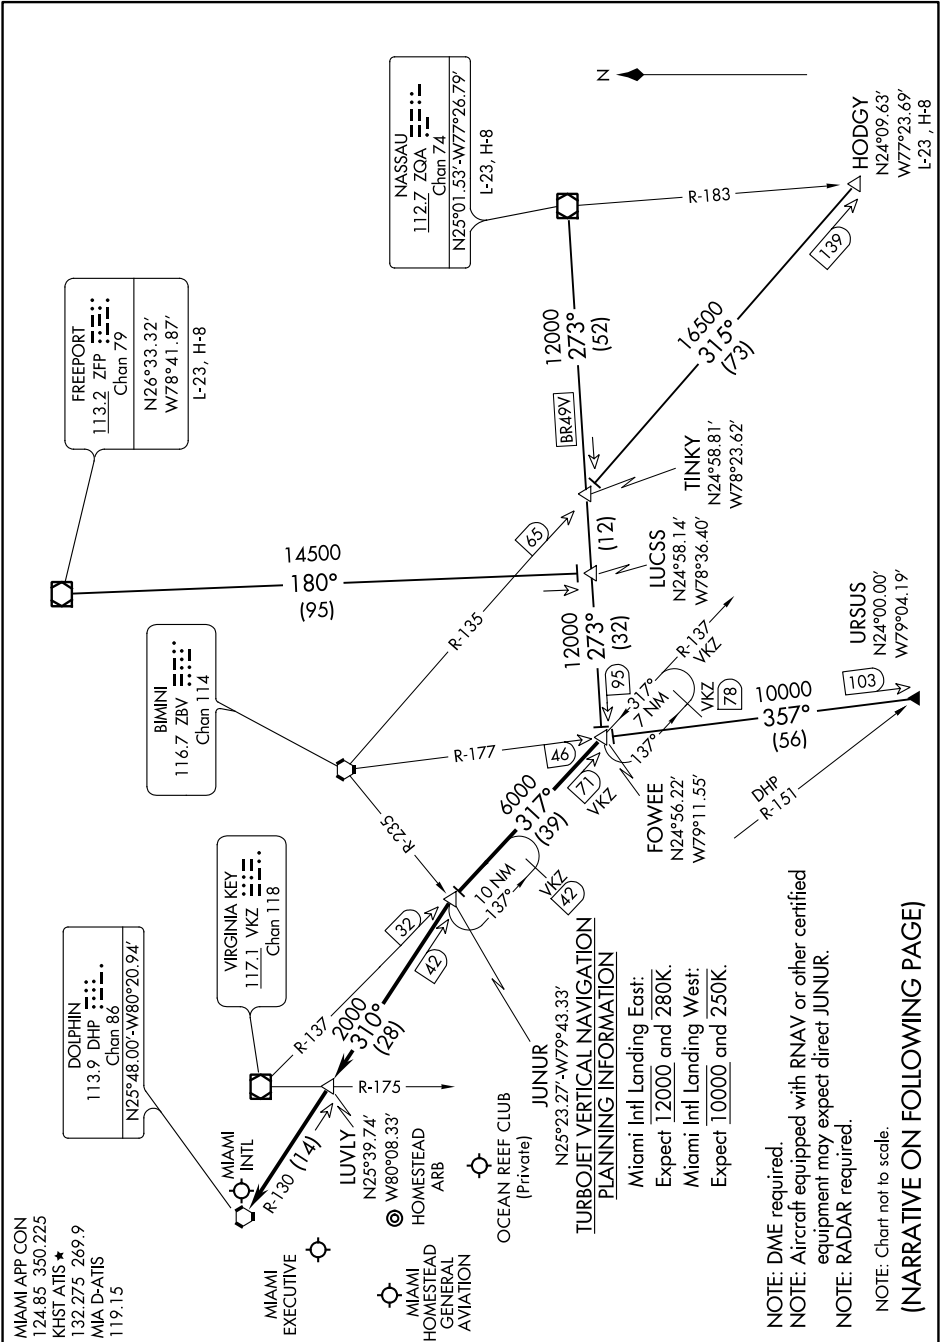 MIAMI APP CON
124.85 350.225
KHST ATIS ★
132.275 269.9
MIA D-ATIS
119.15
DOLPHIN
113.9 DHP
Chan 86
N25°48.00'-W80°20.94'
VIRGINIA KEY
117.1 VKZ
Chan 118
BIMINI
116.7 ZBV
Chan 114
FREEPORT
113.2 ZFP
Chan 79
N26°33.32'
W78°41.87'
L-23, H-8
NASSAU
112.7 ZQA
Chan 74
N25°01.53'-W77°26.79'
L-23, H-8
N
MIAMI
INTL
R-130 (14)
LUVLY
N25°39.74'
W80°08.33'
R-175
R-137
32
42
2000
310°
(28)
R-235
10 NM
137°
VKZ
42
JUNUR
N25°23.27'-W79°43.33'
6000
317°
(39)
R-177
46
71
VKZ
R-135
65
14500
180°
(95)
12000
273°
(32)
95
317°
7 NM
137°
R-137
VKZ
VKZ
78
FOWEE
N24°56.22'
W79°11.55'
LUCSS
N24°58.14'
W78°36.40'
(12)
TINKY
N24°58.81'
W78°23.62'
BR49V
12000
273°
(52)
16500
315°
(73)
R-183
139
HODGY
N24°09.63'
W77°23.69'
L-23, H-8
10000
357°
(56)
103
URSUS
N24°00.00'
W79°04.19'
DHP
R-151
MIAMI
EXECUTIVE
HOMESTEAD
ARB
MIAMI
HOMESTEAD
GENERAL
AVIATION
OCEAN REEF CLUB
(Private)
TURBOJET VERTICAL NAVIGATION
PLANNING INFORMATION
Miami Intl Landing East:
Expect 12000 and 280K.
Miami Intl Landing West:
Expect 10000 and 250K.
NOTE: DME required.
NOTE: Aircraft equipped with RNAV or other certified
equipment may expect direct JUNUR.
NOTE: RADAR required.
NOTE: Chart not to scale.
(NARRATIVE ON FOLLOWING PAGE)